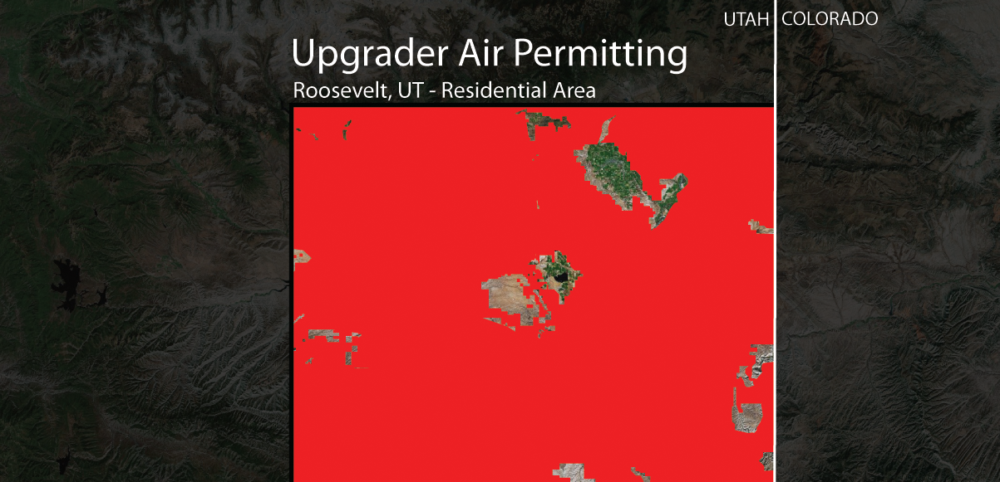 UTAH COLORADO
Upgrader Air Permitting
Roosevelt, UT - Residential Area